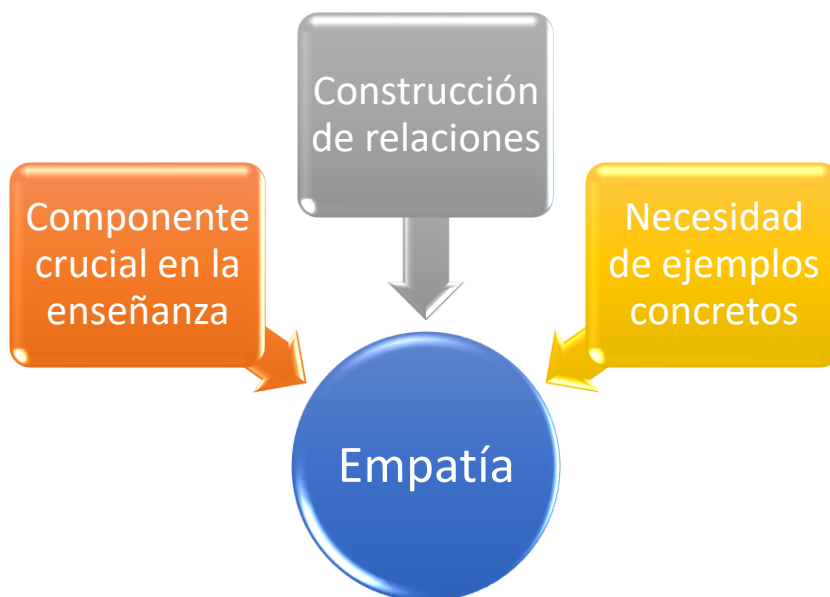 Construcción
de relaciones
Componente
crucial en la
enseñanza
Necesidad
de ejemplos
concretos
Empatía